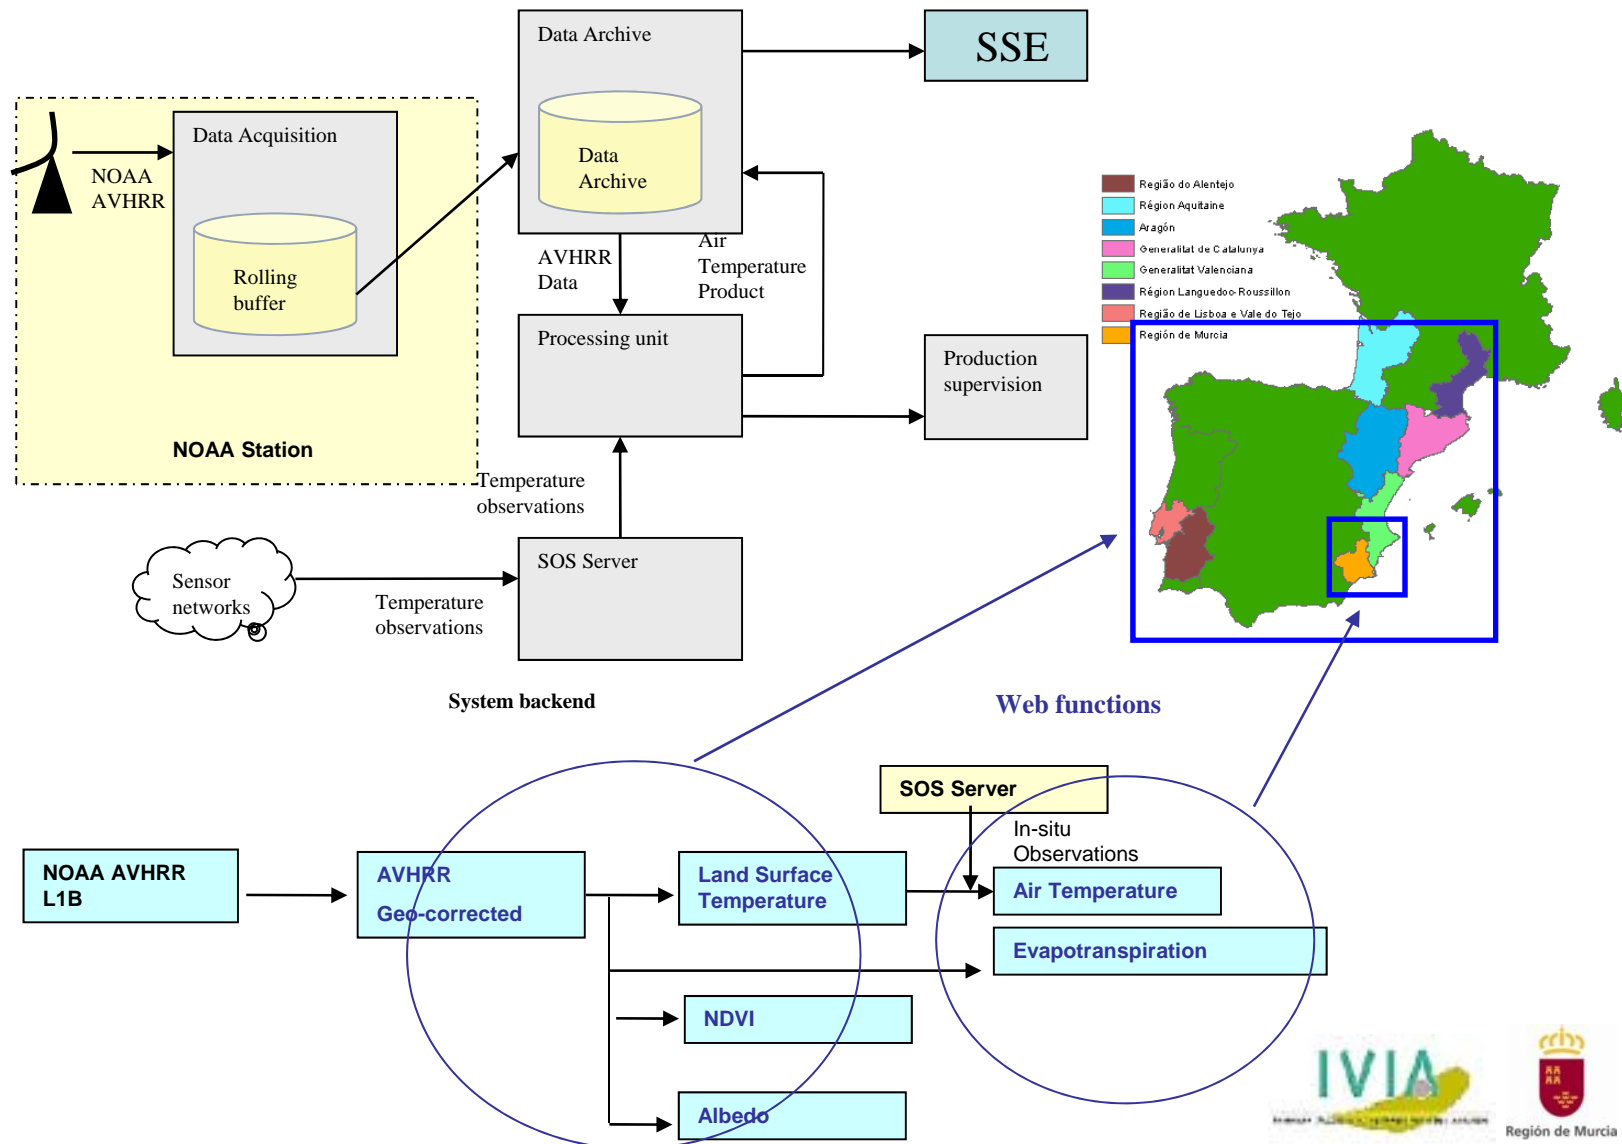 Data Archive
SSE
Data Acquisition
NOAA
AVHRR
Data
Archive
Rolling
buffer
AVHRR
Data
Air
Temperature
Product
Processing unit
Production
supervision
NOAA Station
Temperature
observations
SOS Server
Sensor
networks
Temperature
observations
System backend
Região do Alentejo
Région Aquitaine
Aragón
Generalitat de Catalunya
Generalitat Valenciana
Région Languedoc-Roussillon
Região de Lisboa e Vale do Tejo
Región de Murcia
Web functions
SOS Server
In-situ
Observations
NOAA AVHRR
L1B
AVHRR
Geo-corrected
Land Surface
Temperature
Air Temperature
Evapotranspiration
NDVI
Albedo
IVIA
Región de Murcia